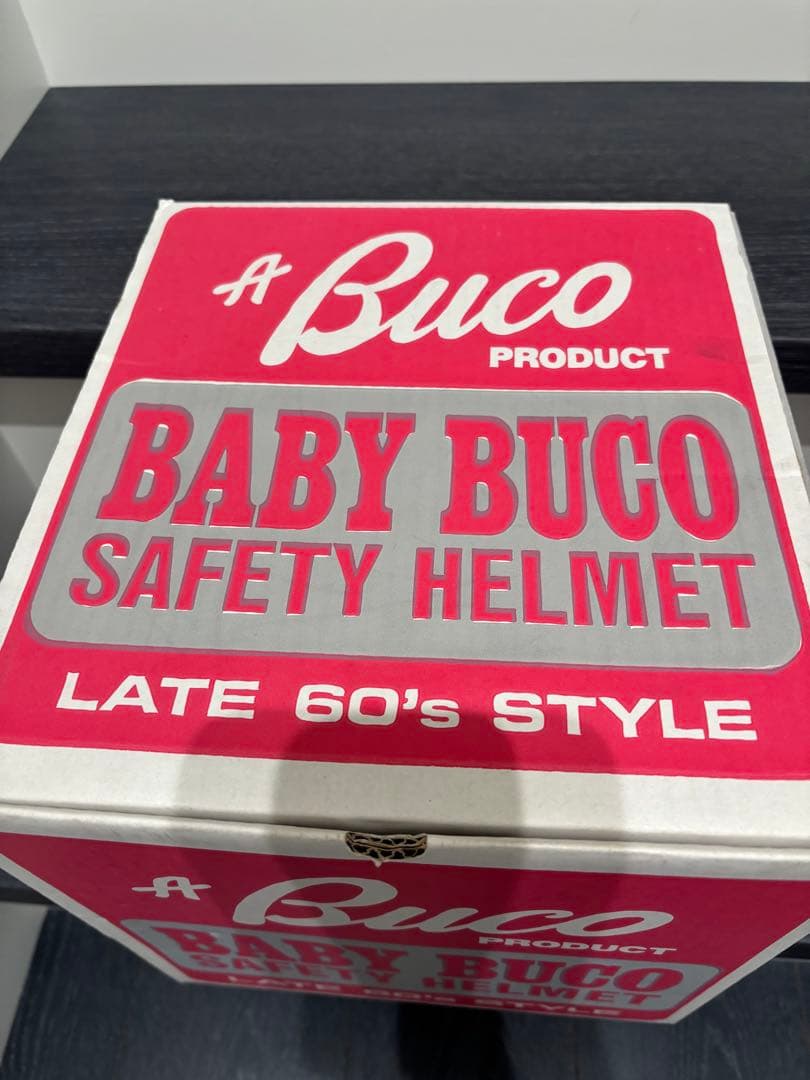 A Buco
PRODUCT
BABY BUCO
SAFETY HELMET
LATE 60's STYLE
A Buco
PRODUCT
BABY BUCO
SAFETY HELMET
LATE 60's STYLE